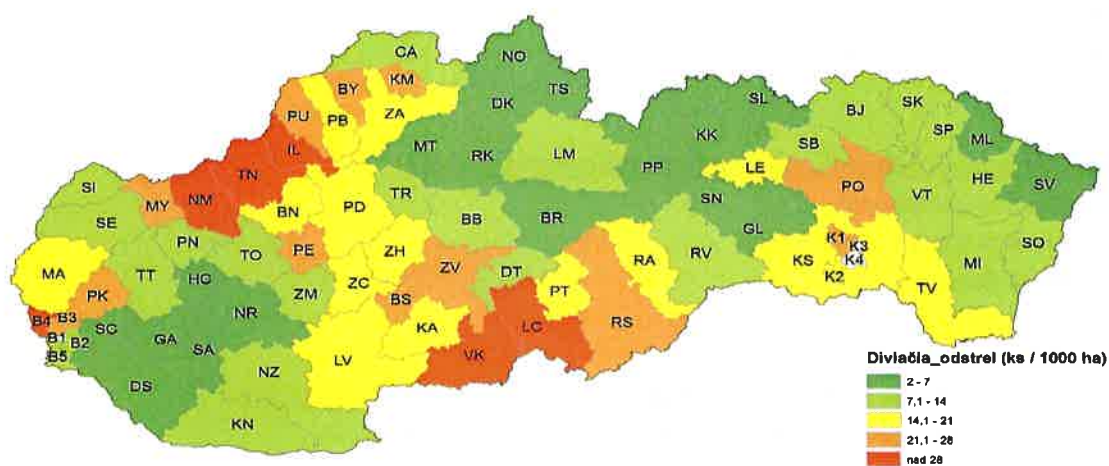 NO
CA
KM
BY
TS
DK
PU
PB
ZA
IL
MT
RK
LM
TN
NM
SL
KK
BJ
SK
SP
ML
SB
LE
PP
PO
HE
SV
VT
SN
SI
MY
SE
BN
PD
TR
BB
BR
GL
RV
K1
K3
K4
KS
K2
SO
MI
TV
PN
TO
PE
ZH
ZV
DT
RA
MA
TT
HC
ZC
PT
PK
ZM
BS
B4
B3
SC
NR
KA
LC
RS
B1
B2
GA
SA
B5
VK
LV
DS
NZ
KN
Diviačia_odstrel (ks / 1000 ha)
2 - 7
7,1 - 14
14,1 - 21
21,1 - 28
nad 28